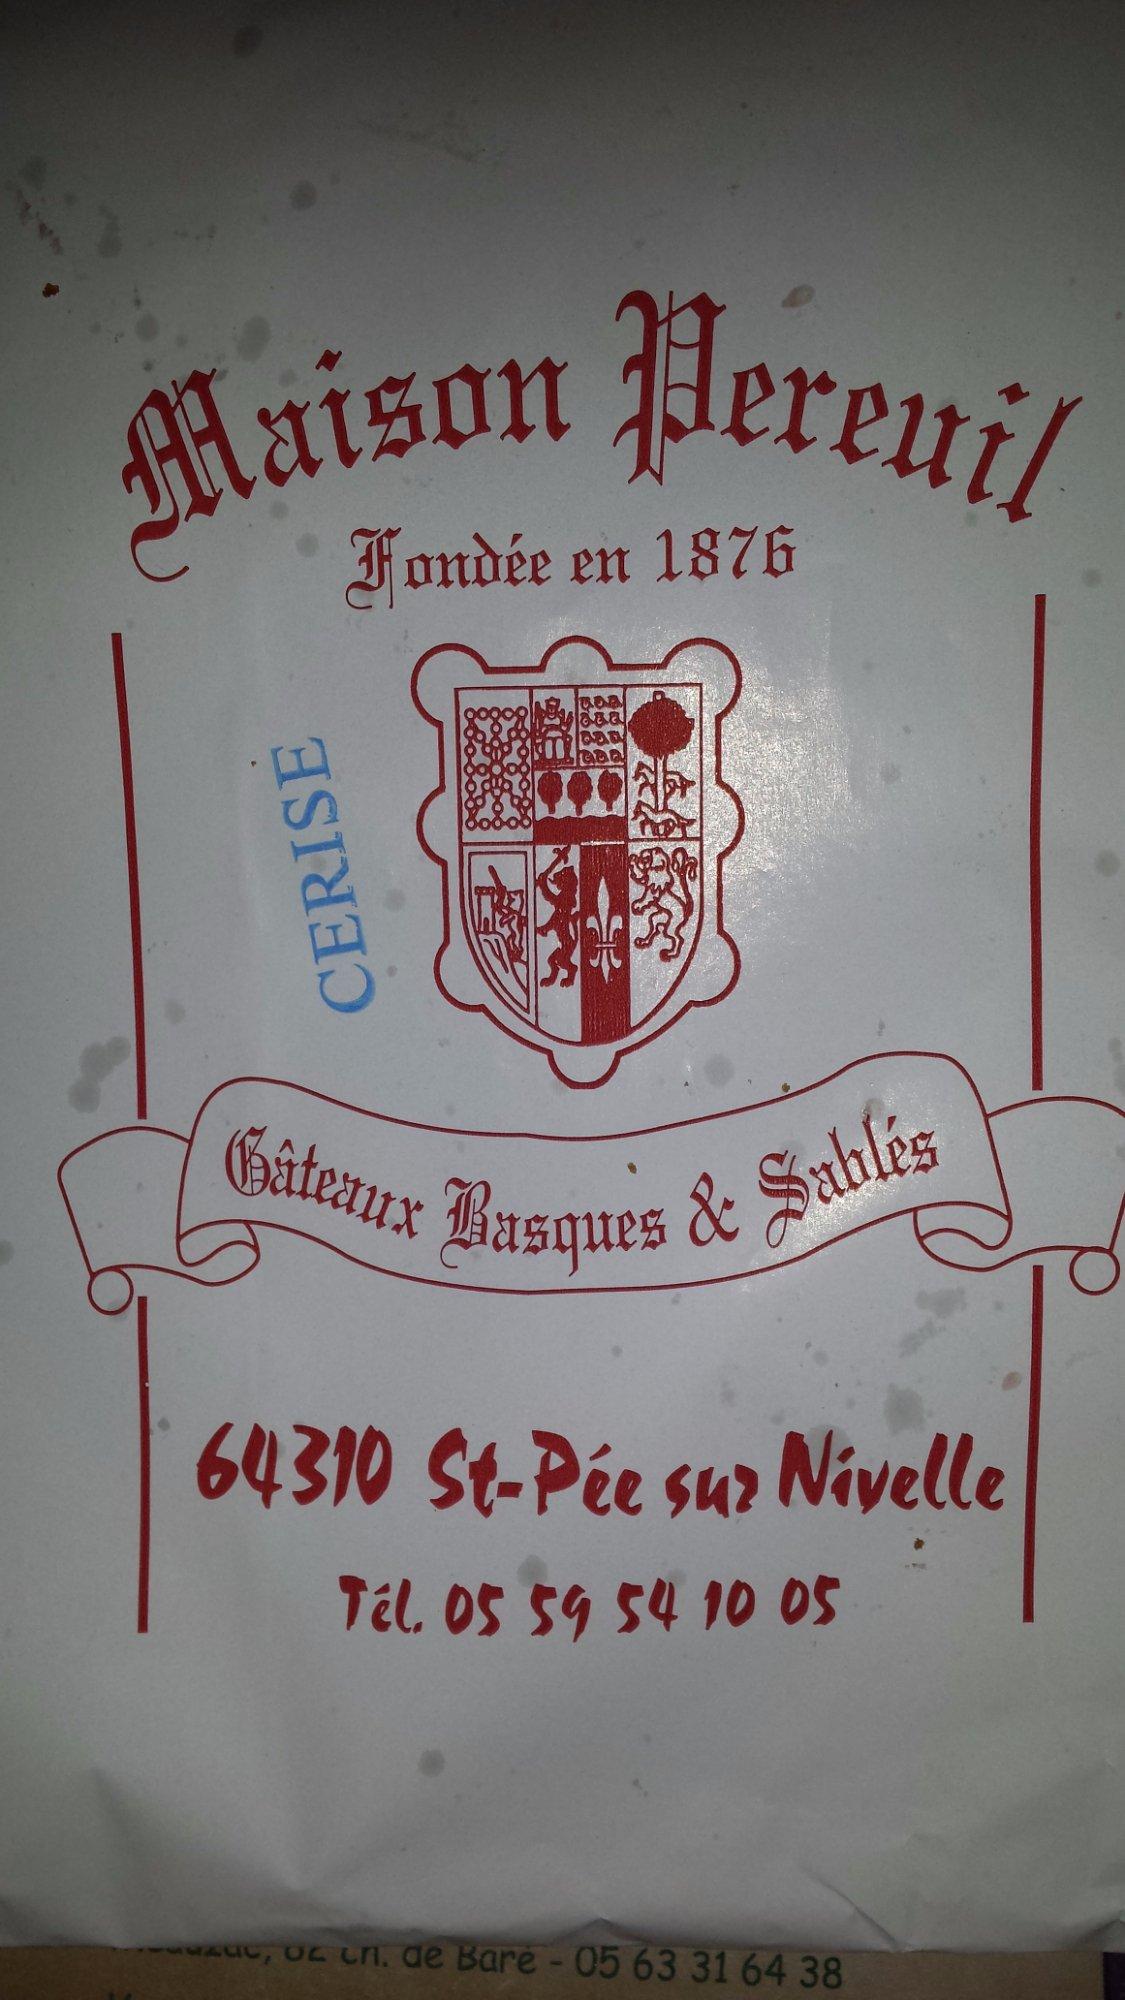 Maison Pereuil
Fondée en 1876
CERISE
Gâteaux Basques & Sablés
64310 St-Pée sur Nivelle
Tél. 05 59 54 10 05
82 ch. de Baré - 05 63 31 64 38